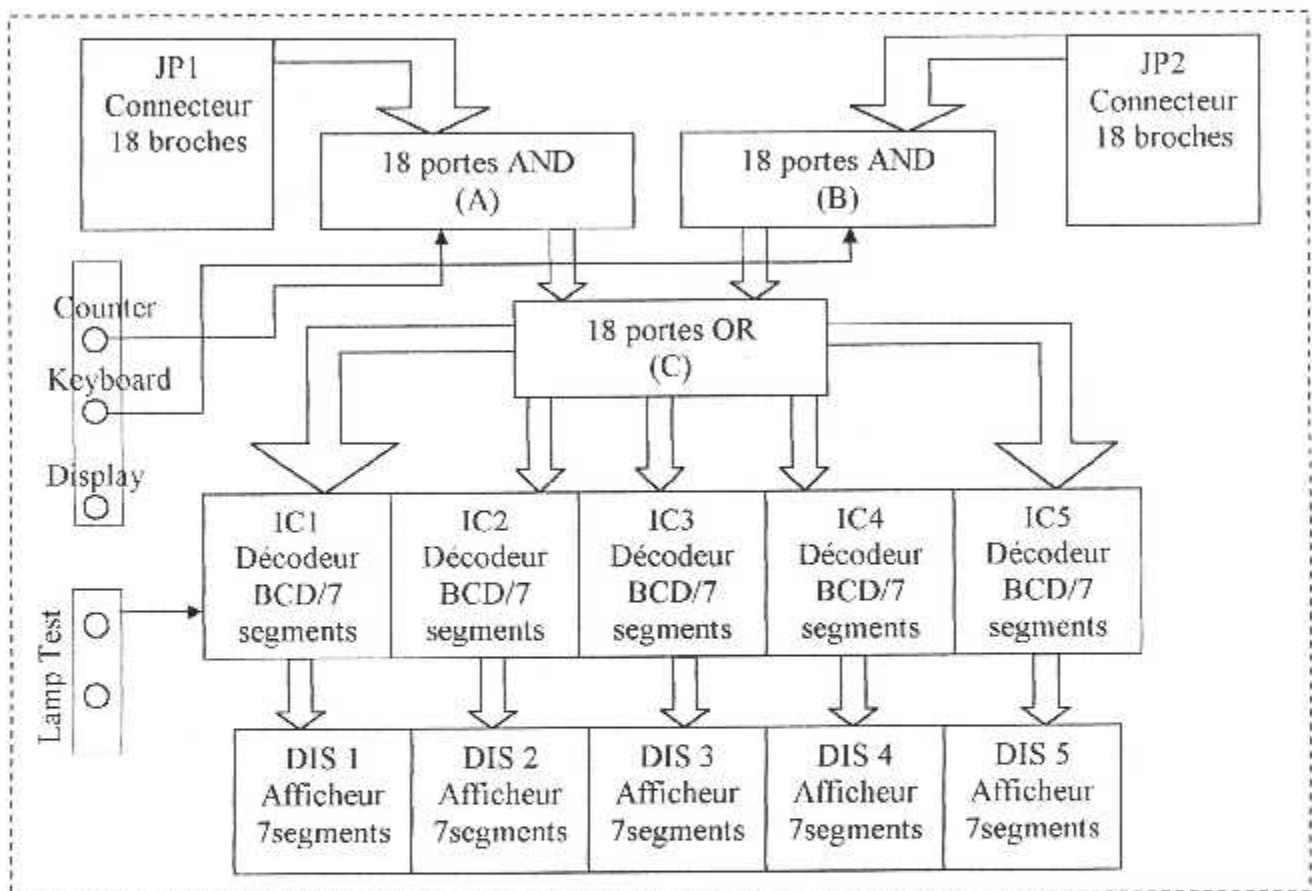 JP1
Connecteur
18 broches
JP2
Connecteur
18 broches
18 portes AND
(A)
18 portes AND
(B)
Counter
Keyboard
Display
18 portes OR
(C)
Lamp Test
IC1
Décodeur
BCD/7
segments
IC2
Décodeur
BCD/7
segments
IC3
Décodeur
BCD/7
segments
IC4
Décodeur
BCD/7
segments
IC5
Décodeur
BCD/7
segments
DIS 1
Afficheur
7segments
DIS 2
Afficheur
7segments
DIS 3
Afficheur
7segments
DIS 4
Afficheur
7segments
DIS 5
Afficheur
7segments